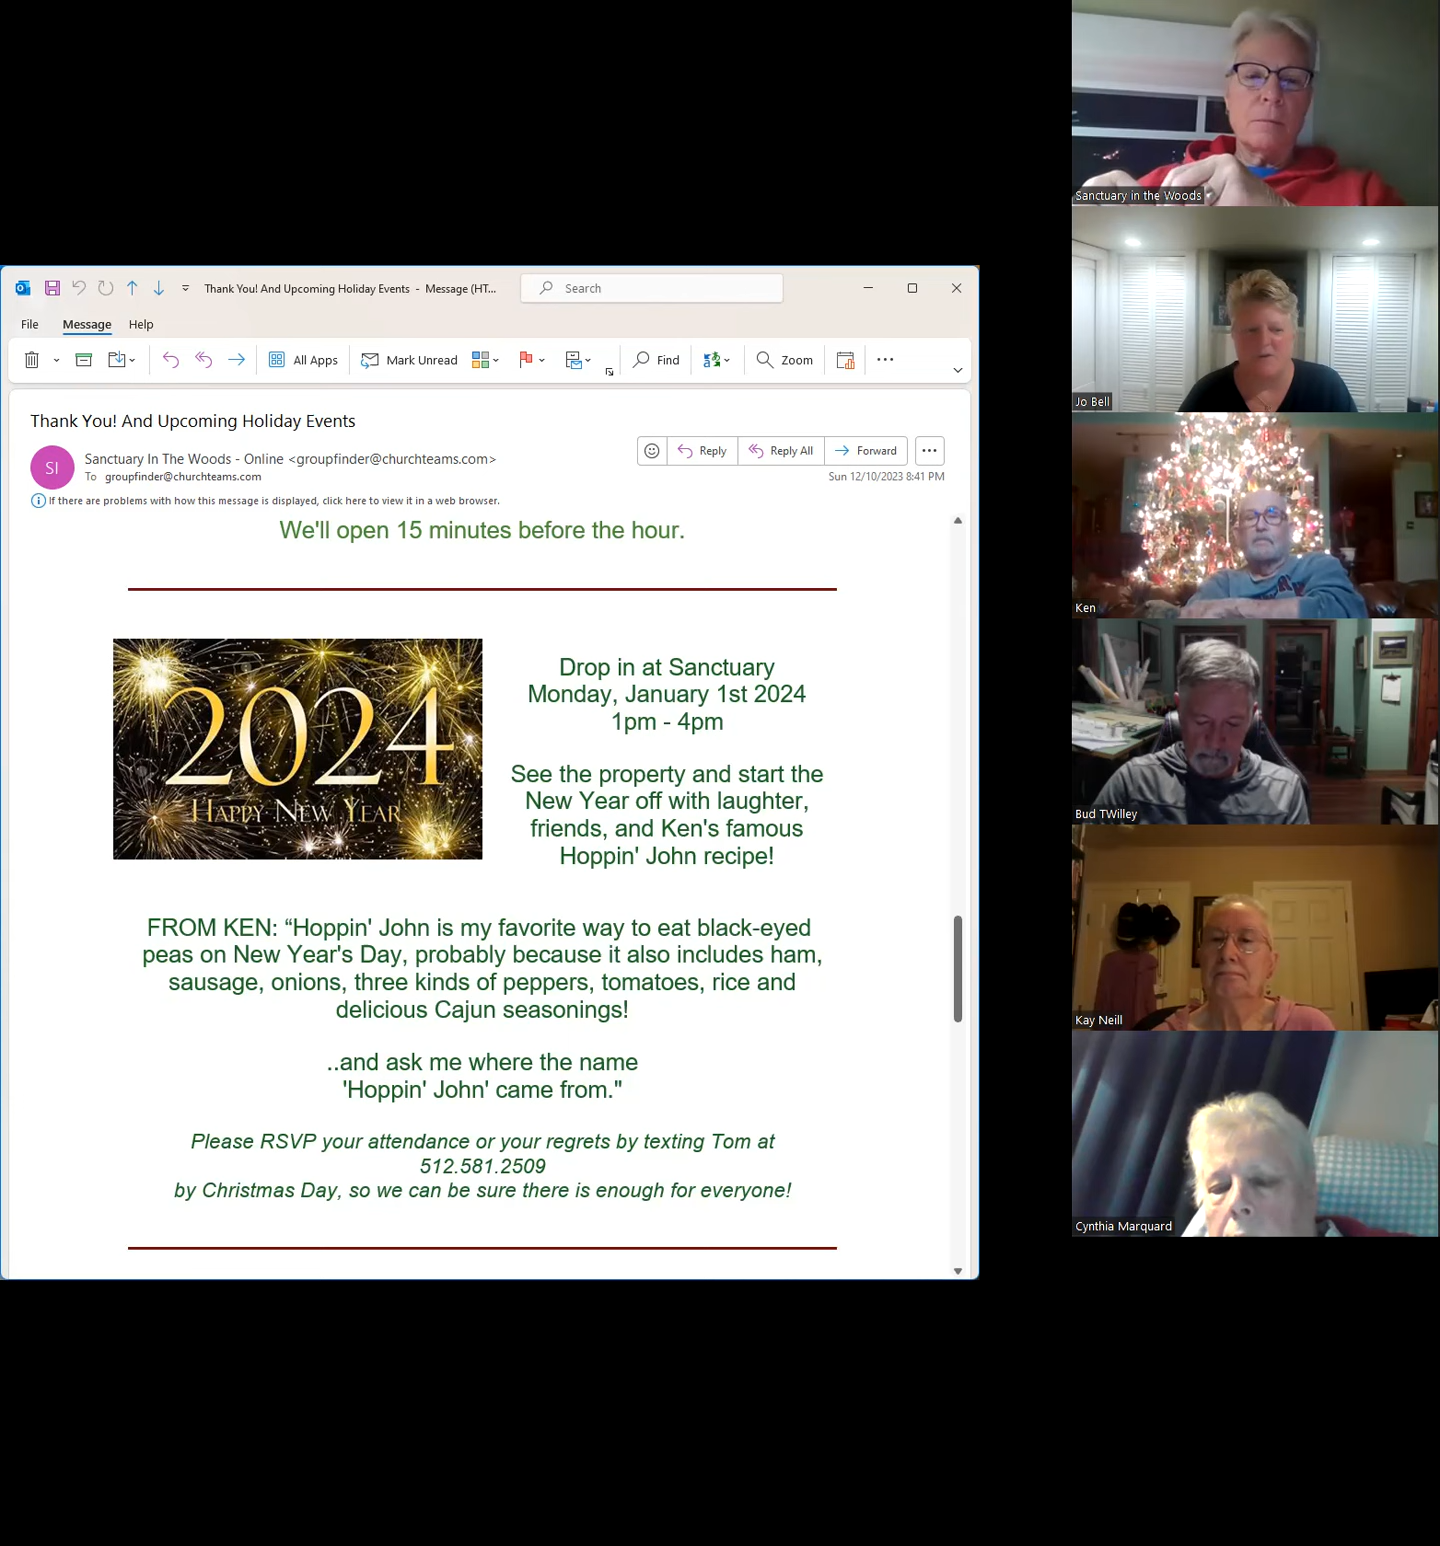 Thank You! And Upcoming Holiday Events - Message (HT...
Search
File Message Help
All Apps Mark Unread Find Zoom
Thank You! And Upcoming Holiday Events
SI
Sanctuary In The Woods - Online <groupfinder@churchteams.com>
To groupfinder@churchteams.com
Reply Reply All Forward
Sun 12/10/2023 8:41 PM
If there are problems with how this message is displayed, click here to view it in a web browser.
We'll open 15 minutes before the hour.
2024
Happy New Year
Drop in at Sanctuary
Monday, January 1st 2024
1pm - 4pm
See the property and start the
New Year off with laughter,
friends, and Ken's famous
Hoppin' John recipe!
FROM KEN: “Hoppin' John is my favorite way to eat black-eyed
peas on New Year's Day, probably because it also includes ham,
sausage, onions, three kinds of peppers, tomatoes, rice and
delicious Cajun seasonings!
..and ask me where the name
'Hoppin' John' came from."
Please RSVP your attendance or your regrets by texting Tom at
512.581.2509
by Christmas Day, so we can be sure there is enough for everyone!
Sanctuary in the Woods
Jo Bell
Ken
Bud TWilley
Kay Neill
Cynthia Marquard